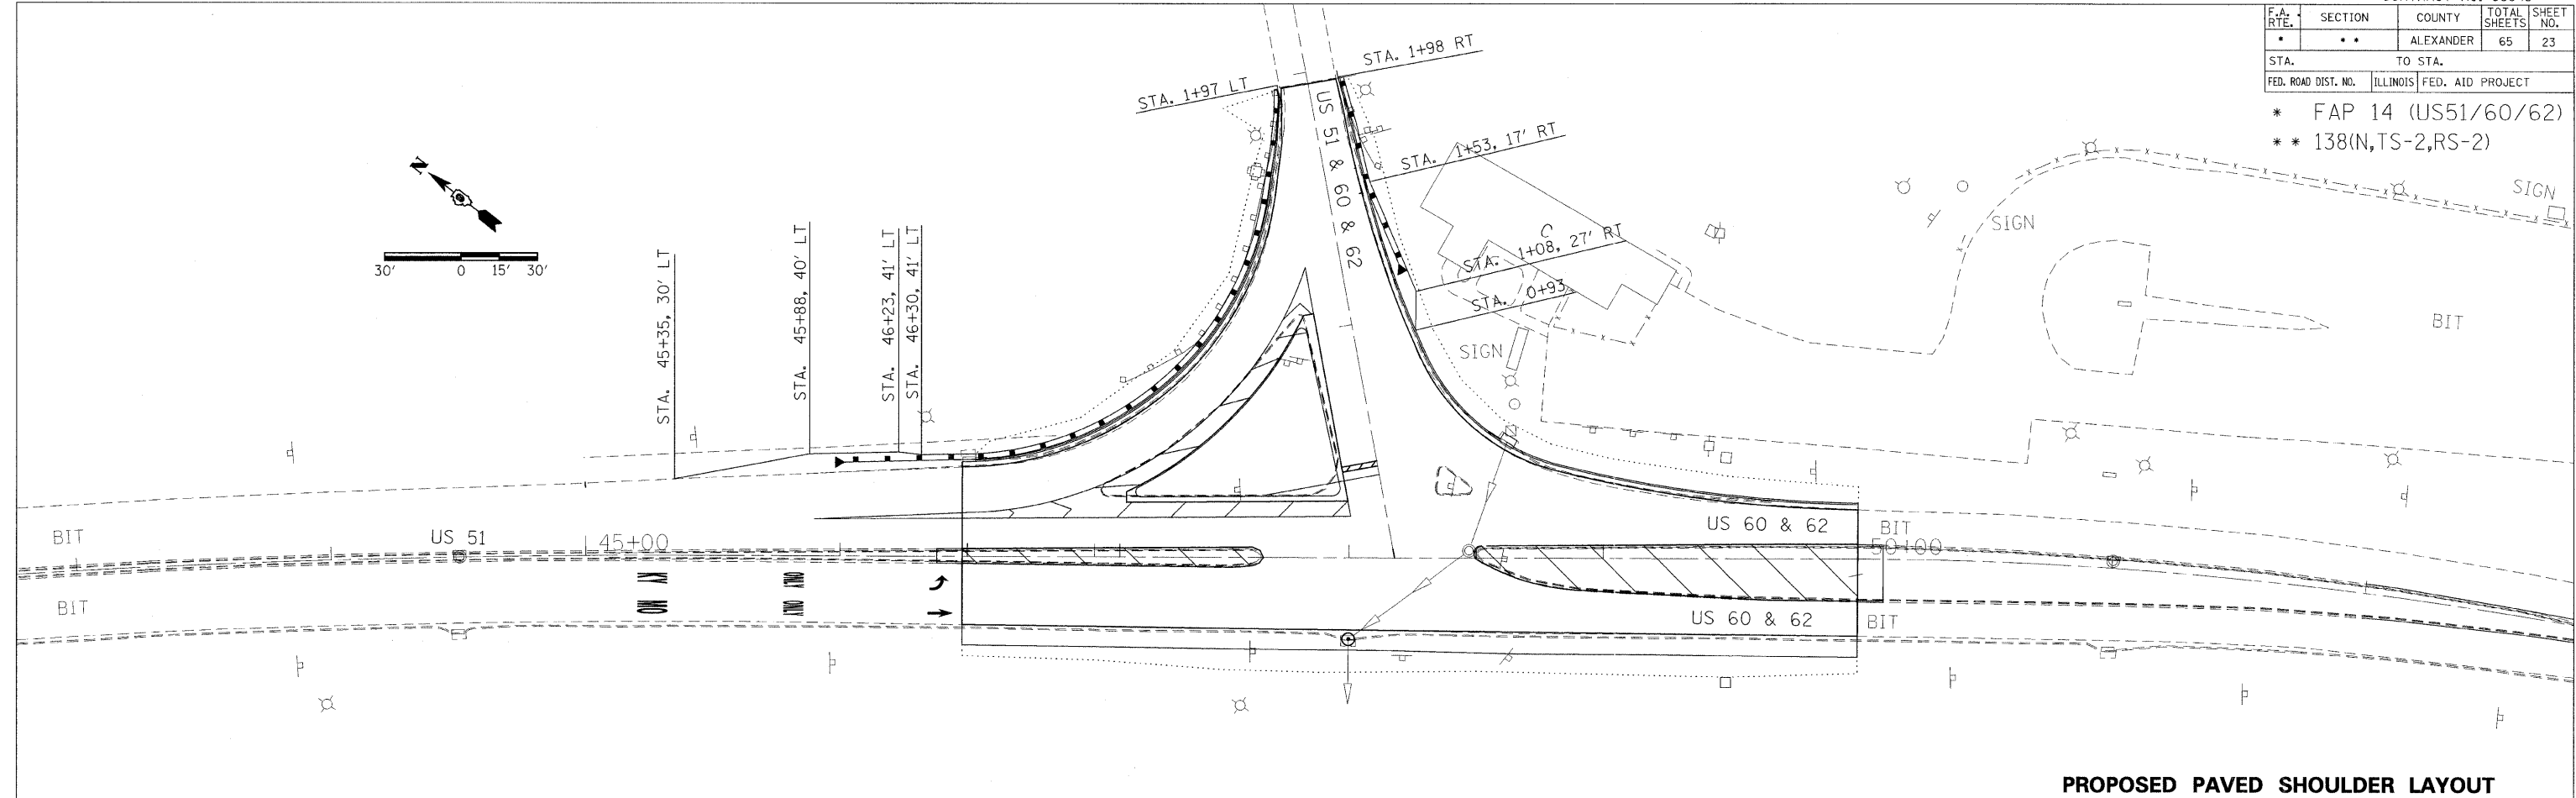 F.A. RTE. SECTION COUNTY TOTAL SHEETS SHEET NO.
* * * ALEXANDER 65 23
STA. TO STA.
FED. ROAD DIST. NO. ILLINOIS FED. AID PROJECT
* FAP 14 (US51/60/62)
* * 138(N,TS-2,RS-2)
STA. 1+97 LT
STA. 1+98 RT
US 51 & 60 & 62
STA. 1+53, 17' RT
N
30' 0 15' 30'
STA. 45+35, 30' LT
STA. 45+88, 40' LT
STA. 46+23, 41' LT
STA. 46+30, 41' LT
STA. 1+08, 27' RT
STA. 0+93
SIGN
SIGN
SIGN
BIT
BIT
US 51
45+00
US 60 & 62
BIT
50+00
BIT
KY MO
ONLY ONLY
US 60 & 62
BIT
PROPOSED PAVED SHOULDER LAYOUT